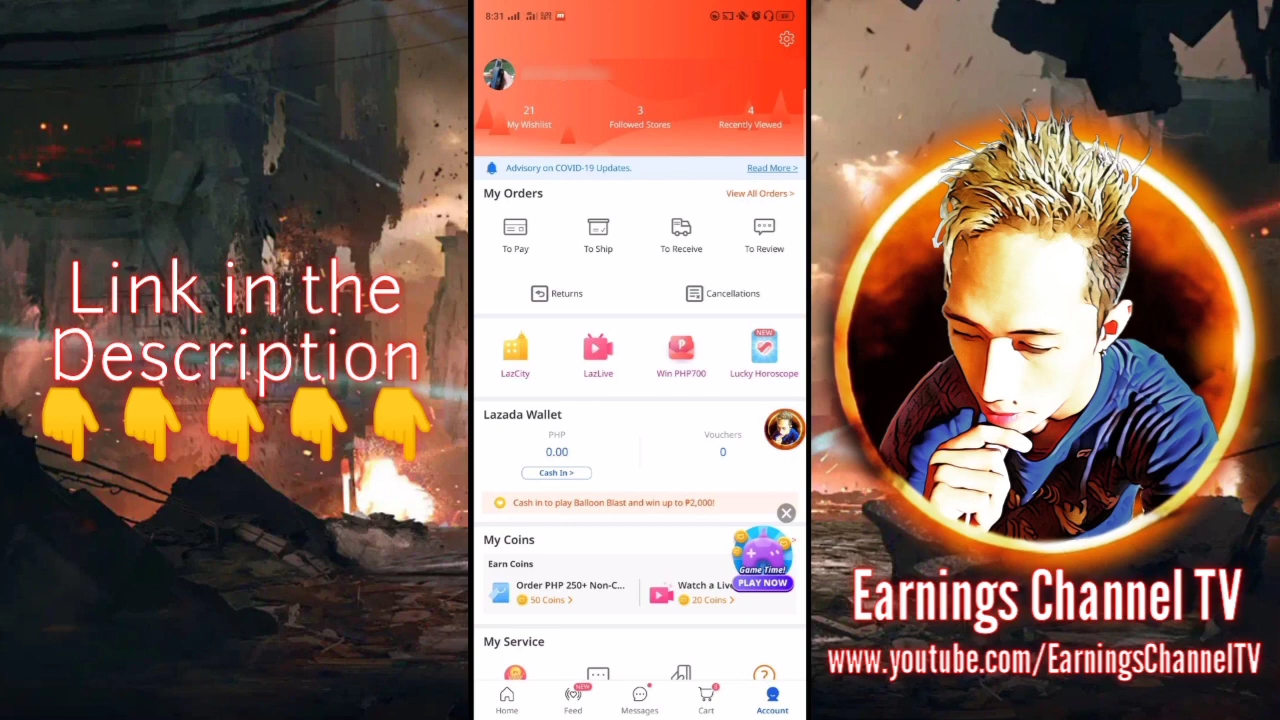 Link in the
Description
8:31
21
3
4
My Wishlist
Followed Stores
Recently Viewed
Advisory on COVID-19 Updates.
Read More >
My Orders
View All Orders >
To Pay
To Ship
To Receive
To Review
Returns
Cancellations
NEW
LazCity
LazLive
Win PHP700
Lucky Horoscope
Lazada Wallet
PHP
Vouchers
0.00
0
Cash In >
Cash in to play Balloon Blast and win up to ₱2,000!
My Coins
>
Earn Coins
Game Time!
PLAY NOW
Order PHP 250+ Non-C...
Watch a Live
50 Coins >
20 Coins >
My Service
NEW
Home
Feed
Messages
Cart
Account
Earnings Channel TV
www.youtube.com/EarningsChannelTV